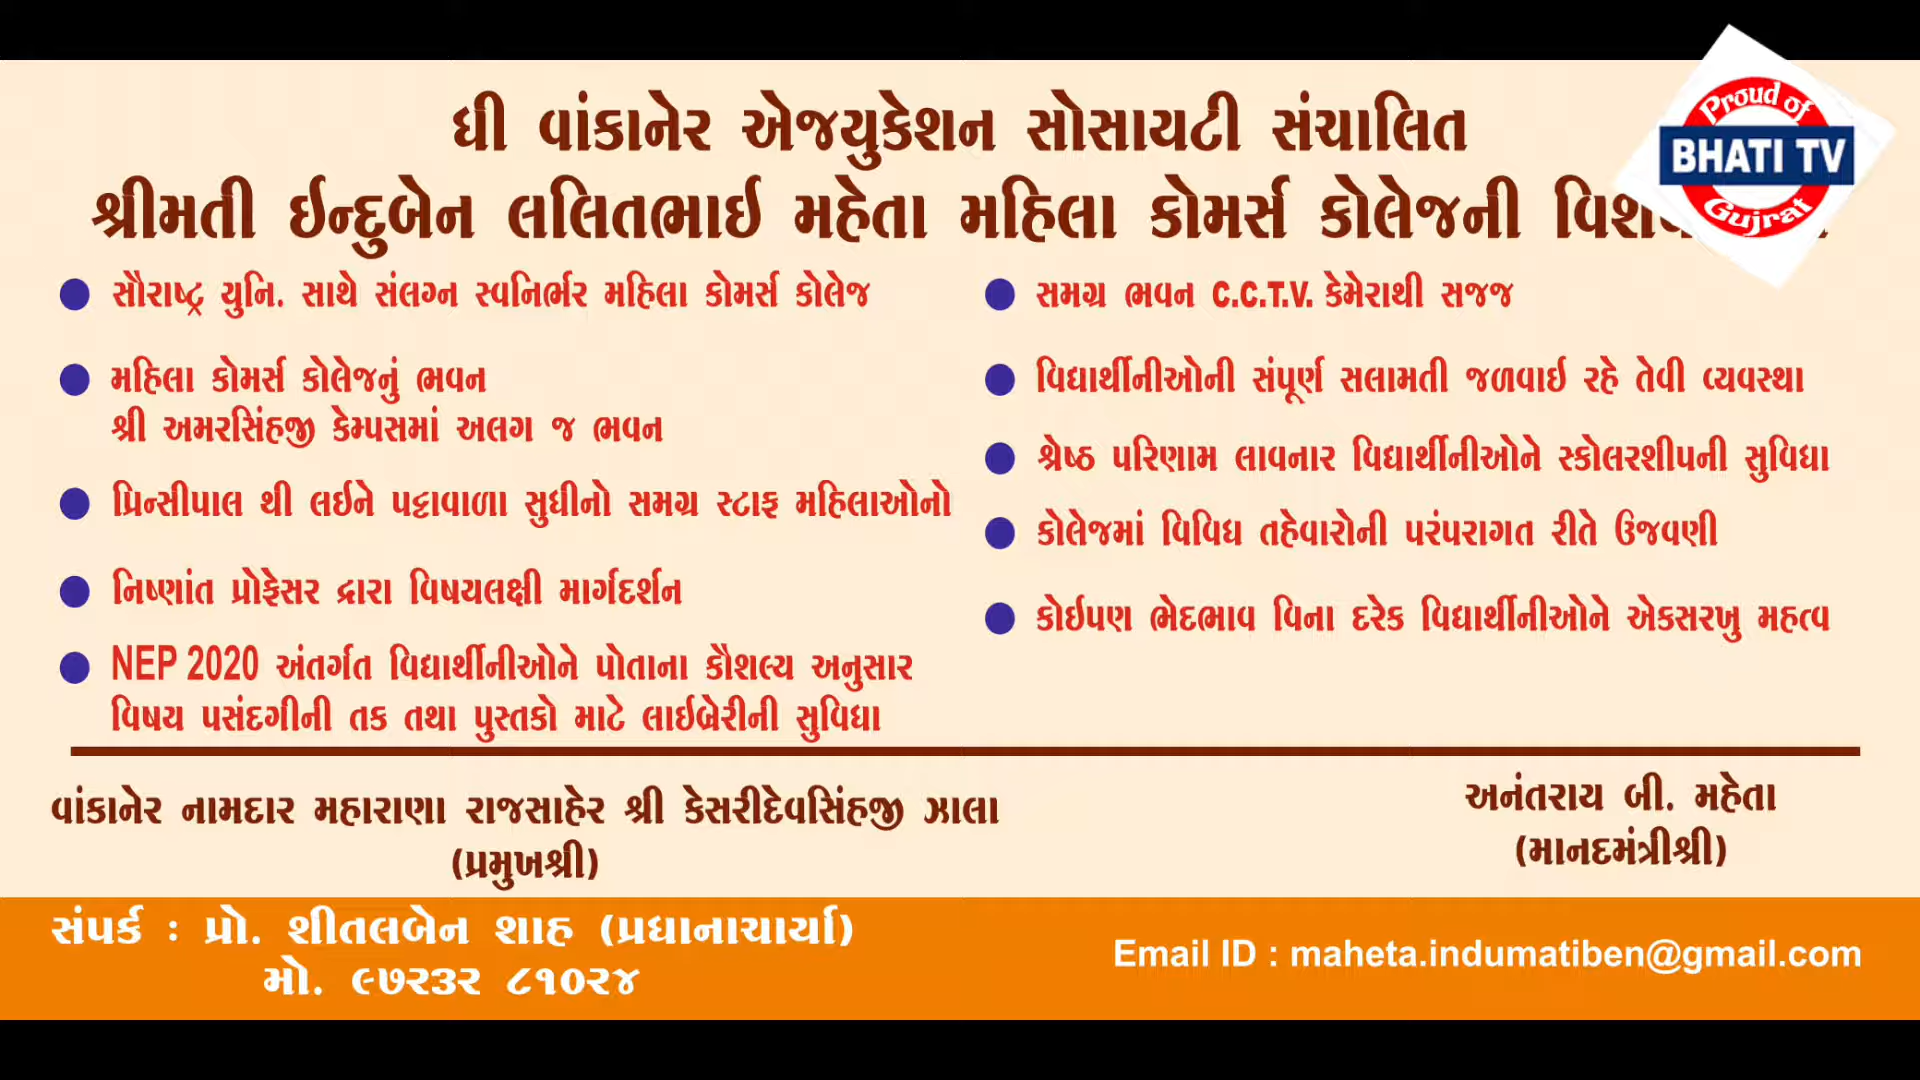 ધી વાંકાનેર એજયુકેશન સોસાયટી સંચાલિત
શ્રીમતી ઈન્દુબેન લલિતભાઈ મહેતા મહિલા કોમર્સ કોલેજની
Proud of
BHATI TV
Gujrat
સૌરાષ્ટ્ર યુનિ. સાથે સંલગ્ન સ્વનિર્ભર મહિલા કોમર્સ કોલેજ
મહિલા કોમર્સ કોલેજનું ભવન
શ્રી અમરસિંહજી કેમ્પસમાં અલગ જ ભવન
પ્રિન્સીપાલ થી લઈને પટ્ટાવાળા સુધીનો સમગ્ર સ્ટાફ મહિલાઓનો
નિષ્ણાંત પ્રોફેસર દ્વારા વિષયલક્ષી માર્ગદર્શન
NEP 2020 અંતર્ગત વિદ્યાર્થીનીઓને પોતાના કૌશલ્ય અનુસાર
વિષય પસંદગીની તક તથા પુસ્તકો માટે લાઈબ્રેરીની સુવિધા
સમગ્ર ભવન C.C.T.V. કેમેરાથી સજજ
વિદ્યાર્થીનીઓની સંપૂર્ણ સલામતી જળવાઈ રહે તેવી વ્યવસ્થા
શ્રેષ્ઠ પરિણામ લાવનાર વિદ્યાર્થીનીઓને સ્કોલરશીપની સુવિધા
કોલેજમાં વિવિધ તહેવારોની પરંપરાગત રીતે ઉજવણી
કોઈપણ ભેદભાવ વિના દરેક વિદ્યાર્થીનીઓને એકસરખુ મહત્વ
વાંકાનેર નામદાર મહારાણા રાજસાહેર શ્રી કેસરીદેવસિંહજી ઝાલા
(પ્રમુખશ્રી)
અનંતરાય બી. મહેતા
(માનદમંત્રીશ્રી)
સંપર્ક : પ્રો. શીતલબેન શાહ (પ્રધાનાચાર્યા)
મો. ૯૭૨૩૨ ૮૧૦૨૪
Email ID : maheta.indumatiben@gmail.com